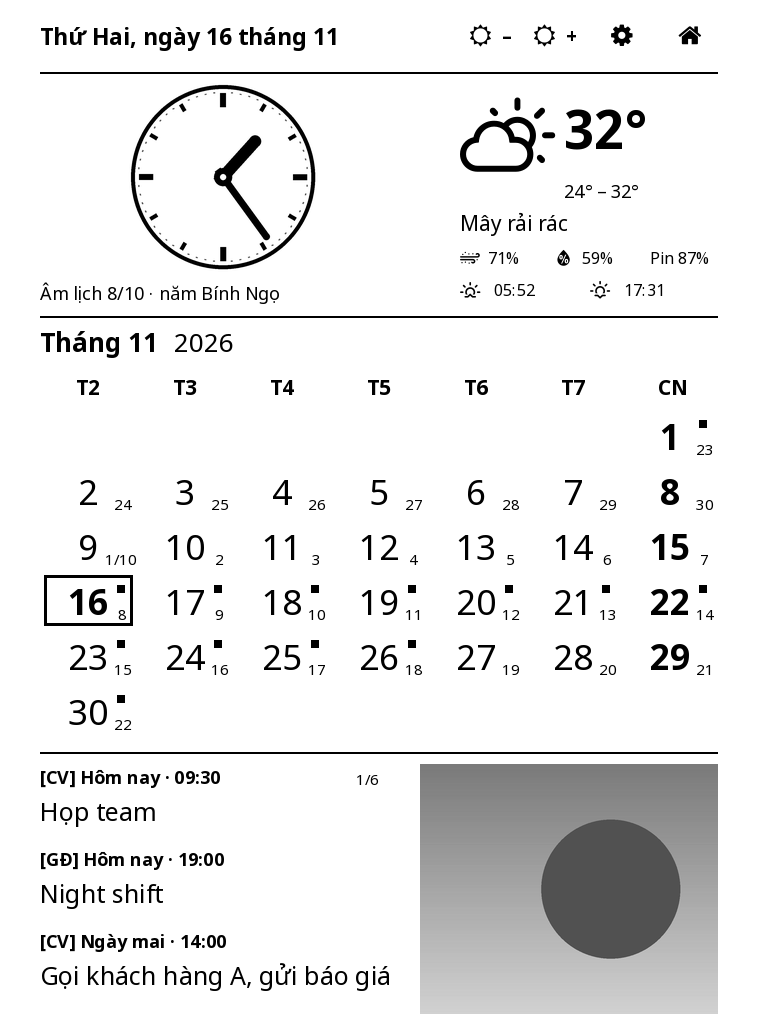 Thứ Hai, ngày 16 tháng 11 – +
32°
24° – 32°
Mây rải rác
71% 59% Pin 87%
05:52 17:31
Âm lịch 8/10 · năm Bính Ngọ
Tháng 11 2026
T2 T3 T4 T5 T6 T7 CN
1 23
2 24 3 25 4 26 5 27 6 28 7 29 8 30
9 1/10 10 2 11 3 12 4 13 5 14 6 15 7
16 8 17 9 18 10 19 11 20 12 21 13 22 14
23 15 24 16 25 17 26 18 27 19 28 20 29 21
30 22
[CV] Hôm nay · 09:30 1/6
Họp team
[GĐ] Hôm nay · 19:00
Night shift
[CV] Ngày mai · 14:00
Gọi khách hàng A, gửi báo giá